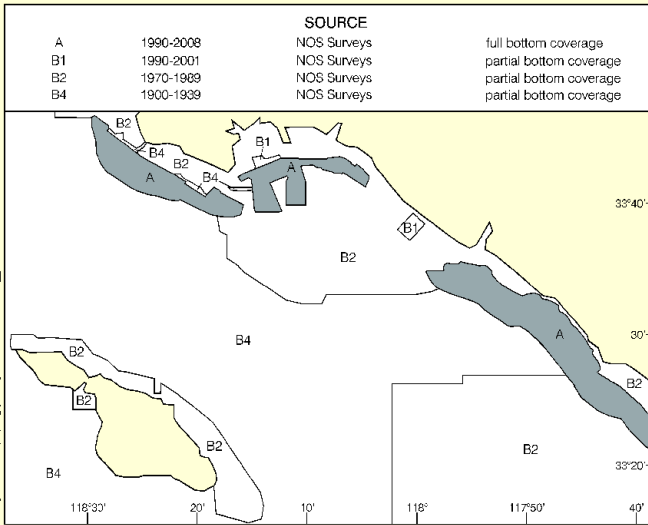 SOURCE
A 1990-2008 NOS Surveys full bottom coverage
B1 1990-2001 NOS Surveys partial bottom coverage
B2 1970-1989 NOS Surveys partial bottom coverage
B4 1900-1939 NOS Surveys partial bottom coverage
B2
B1
B4
B2
A
A
B4
33°40'
B1
B2
30'
A
B4
B2
B2
B2
B2
B2
33°20'
B4
118°30' 20' 10' 118° 117°50' 40'